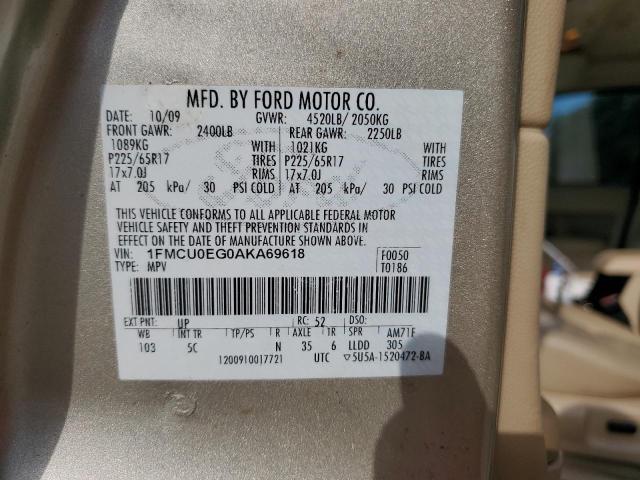 MFD. BY FORD MOTOR CO.
DATE: 10/09 GVWR: 4520LB/ 2050KG
FRONT GAWR: 2400LB REAR GAWR: 2250LB
1089KG WITH 1021KG WITH
P225/65R17 TIRES P225/65R17 TIRES
17x7.0J RIMS 17x7.0J RIMS
AT 205 kPa/ 30 PSI COLD AT 205 kPa/ 30 PSI COLD
THIS VEHICLE CONFORMS TO ALL APPLICABLE FEDERAL MOTOR
VEHICLE SAFETY AND THEFT PREVENTION STANDARDS IN
EFFECT ON THE DATE OF MANUFACTURE SHOWN ABOVE.
VIN: 1FMCU0EG0AKA69618 F0050
TYPE: MPV T0186
EXT PNT: UP RC: 52 DSO:
WB INT TR TP/PS R AXLE TR SPR AM71F
103 5C N 35 6 LLDD 305
1200910017721 UTC ▽5U5A-1520472-BA